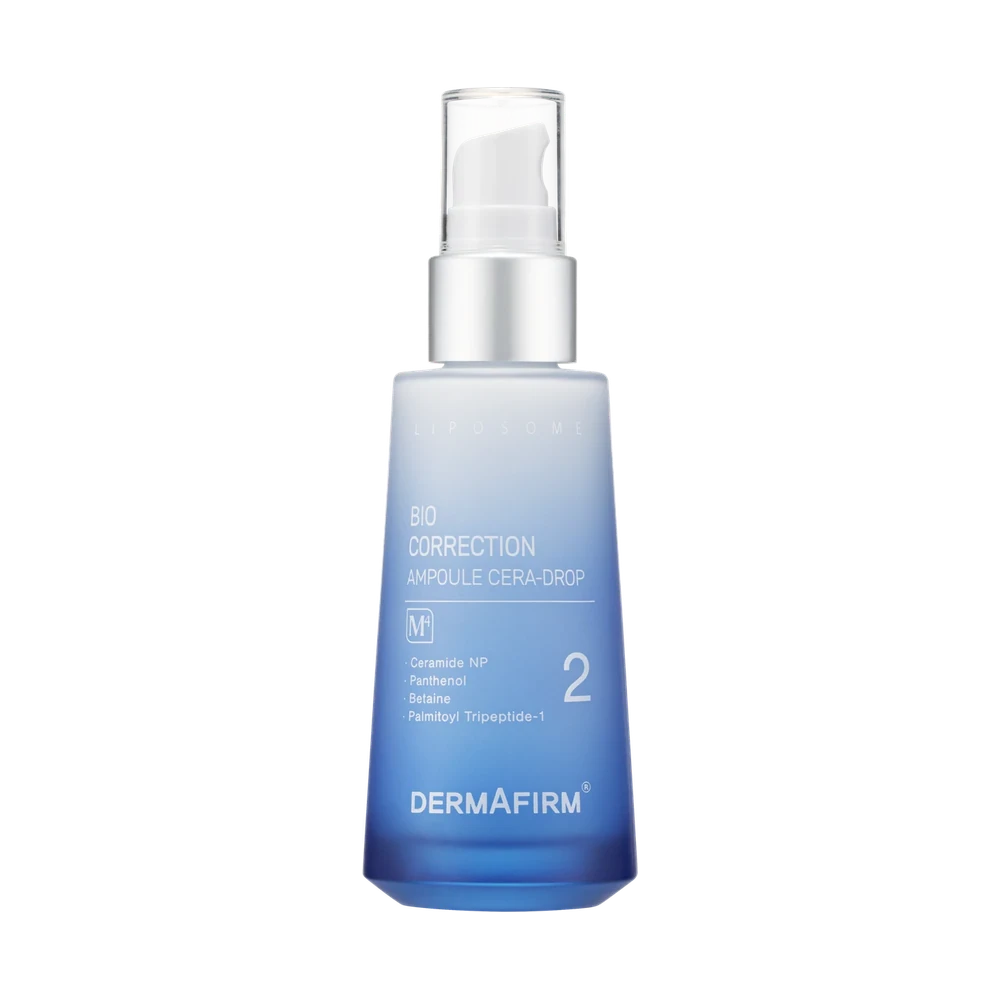 LIPOSOME
BIO
CORRECTION
AMPOULE CERA-DROP
M⁴
· Ceramide NP
· Panthenol
· Betaine
· Palmitoyl Tripeptide-1
2
DERMAFIRM®